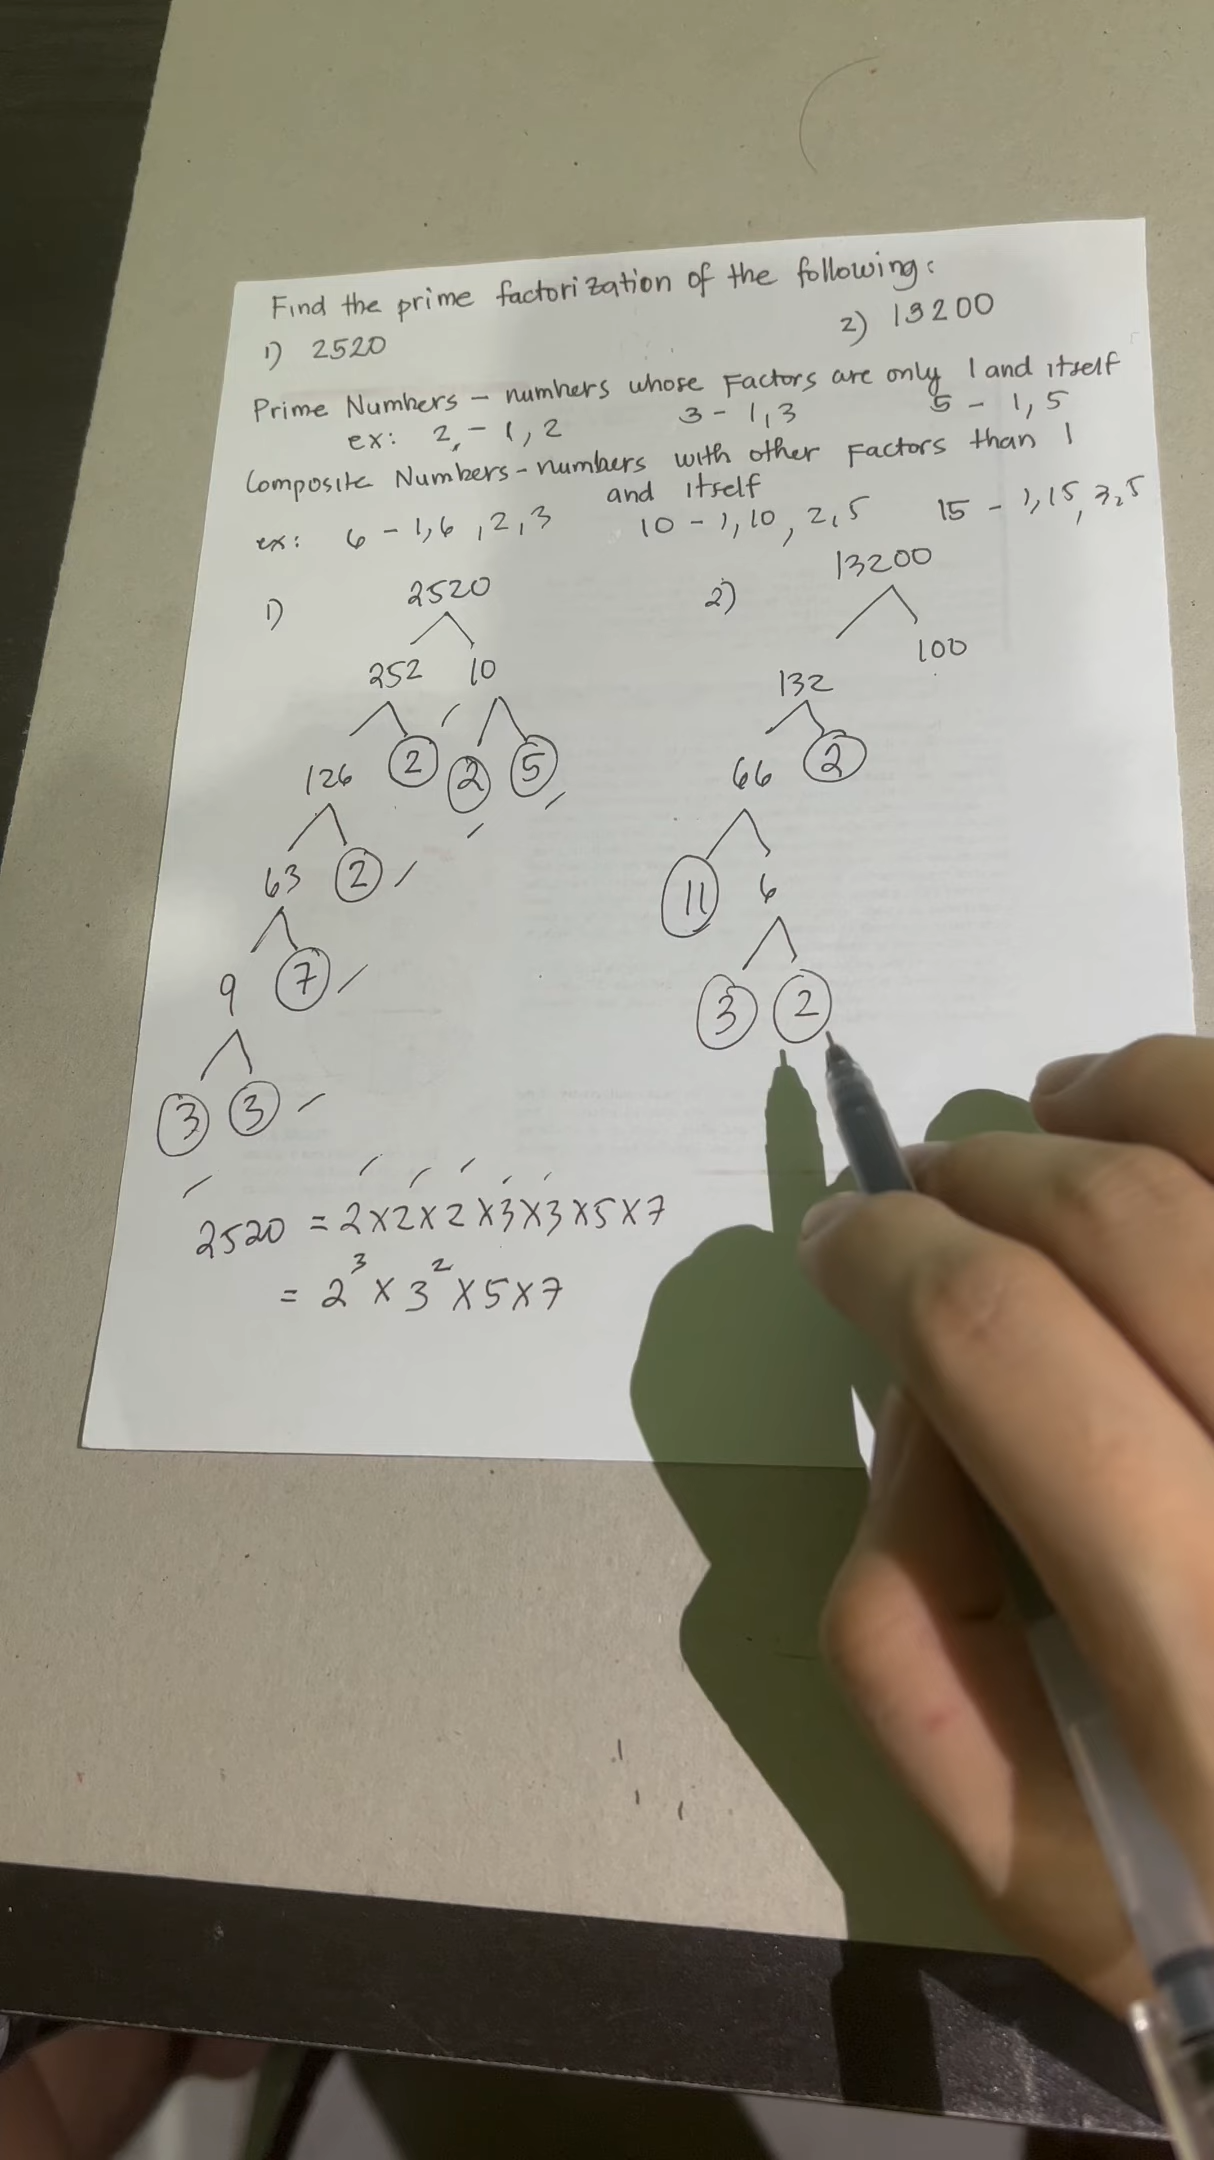 Find the prime factorization of the following:
1) 2520 2) 13200
Prime Numbers - numbers whose Factors are only 1 and itself
ex: 2, - 1, 2 3 - 1, 3 5 - 1, 5
Composite Numbers - numbers with other Factors than 1
and itself
ex: 6 - 1, 6, 2, 3 10 - 1, 10, 2, 5 15 - 1, 15, 3, 5
1) 2520
252 10
126 2 2 5
63 2
9 7
3 3
2520 = 2 x 2 x 2 x 3 x 3 x 5 x 7
= 2³ x 3² x 5 x 7
2) 13200
132 100
66 2
11 6
3 2